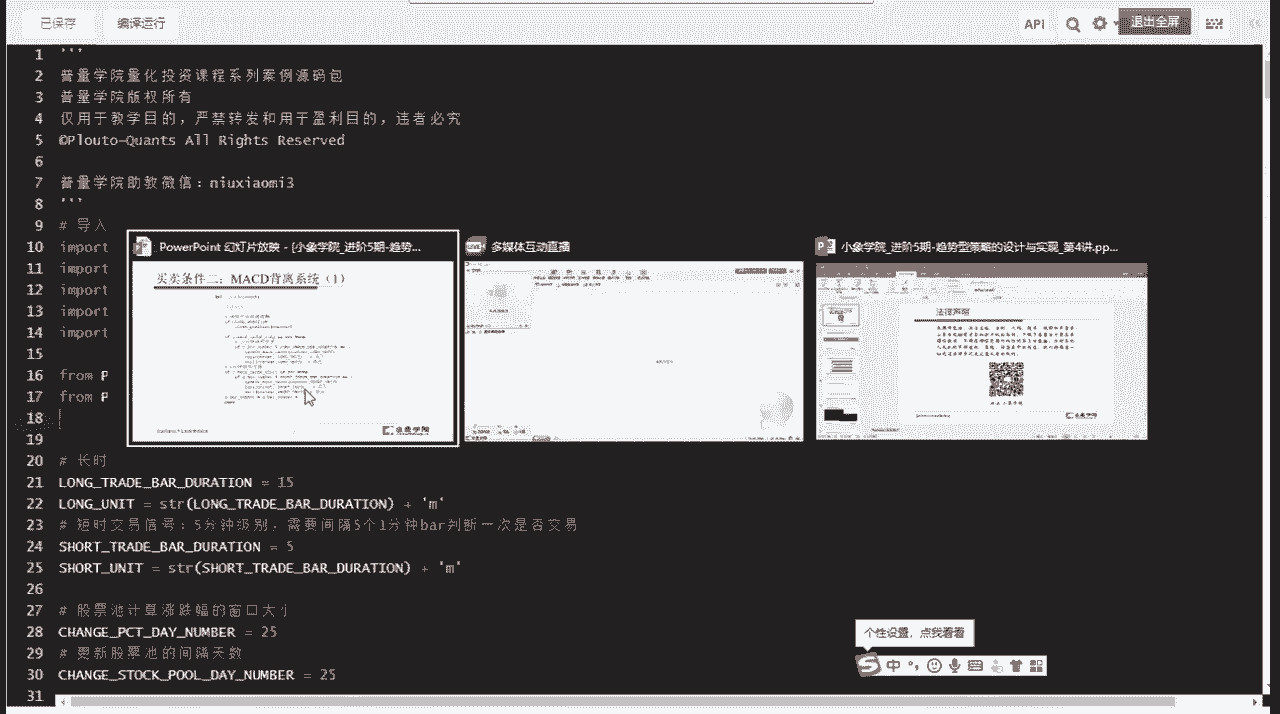 已保存
编译运行
API
退出全屏
1 '''
2 普量学院量化投资课程系列案例源码包
3 普量学院版权所有
4 仅用于教学目的，严禁转发和用于盈利目的，违者必究
5 ©Plouto-Quants All Rights Reserved
6
7 普量学院助教微信：niuxiaomi3
8 '''
9 # 导入
10 import
11 import
12 import
13 import
14 import
15
16 from P
17 from P
18
19
20 # 长时
21 LONG_TRADE_BAR_DURATION = 15
22 LONG_UNIT = str(LONG_TRADE_BAR_DURATION) + 'm'
23 # 短时交易信号：5分钟级别，需要间隔5个1分钟bar判断一次是否交易
24 SHORT_TRADE_BAR_DURATION = 5
25 SHORT_UNIT = str(SHORT_TRADE_BAR_DURATION) + 'm'
26
27 # 股票池计算涨跌幅的窗口大小
28 CHANGE_PCT_DAY_NUMBER = 25
29 # 更新股票池的间隔天数
30 CHANGE_STOCK_POOL_DAY_NUMBER = 25
31
PowerPoint 幻灯片放映 - [小象学院_进阶5期-趋势...
买卖条件二：MACD背离系统（1）
小象学院
多媒体互动直播
小象学院_进阶5期-趋势型策略的设计与实现_第4讲.pp...
法律声明
小象学院
个性设置，点我看看
中